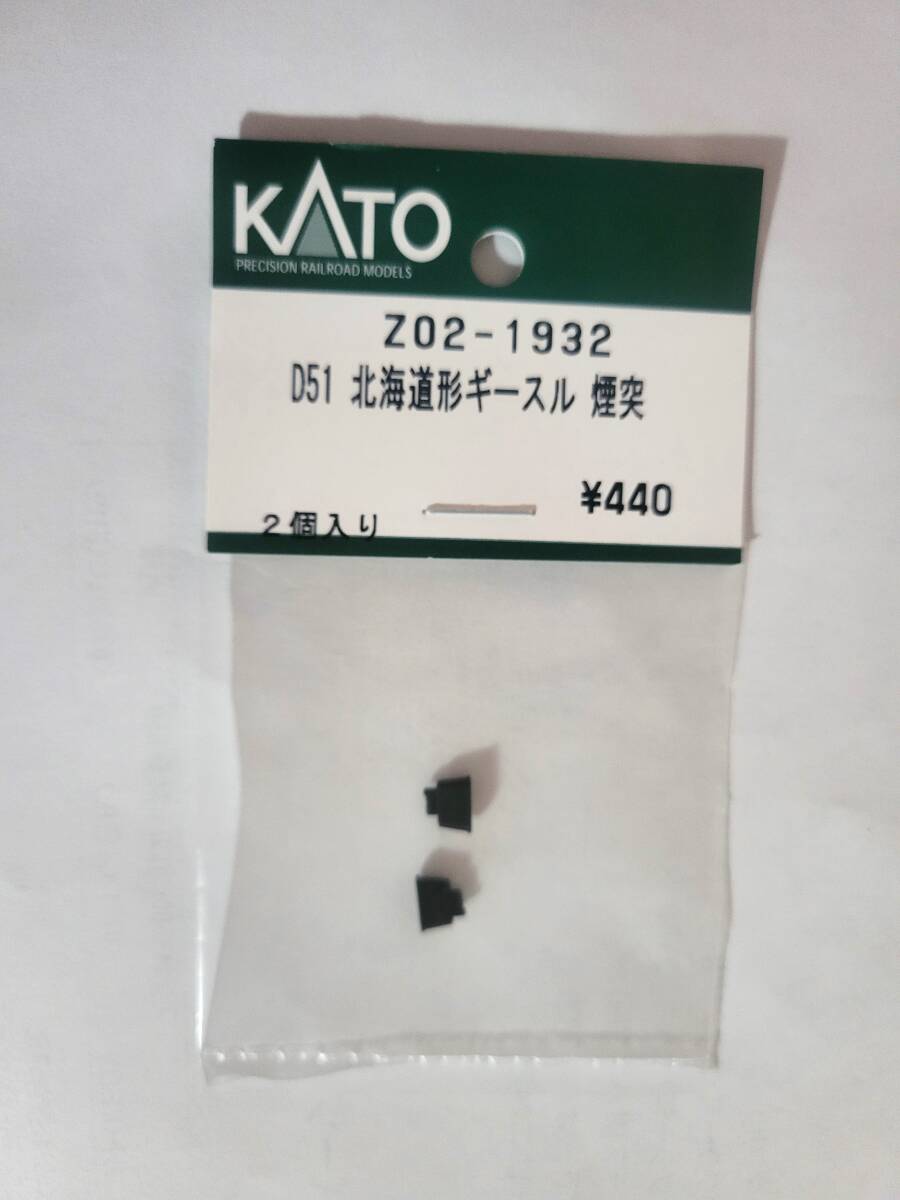 KATO
PRECISION RAILROAD MODELS
Z02-1932
D51 北海道形ギースル 煙突
¥440
2個入り